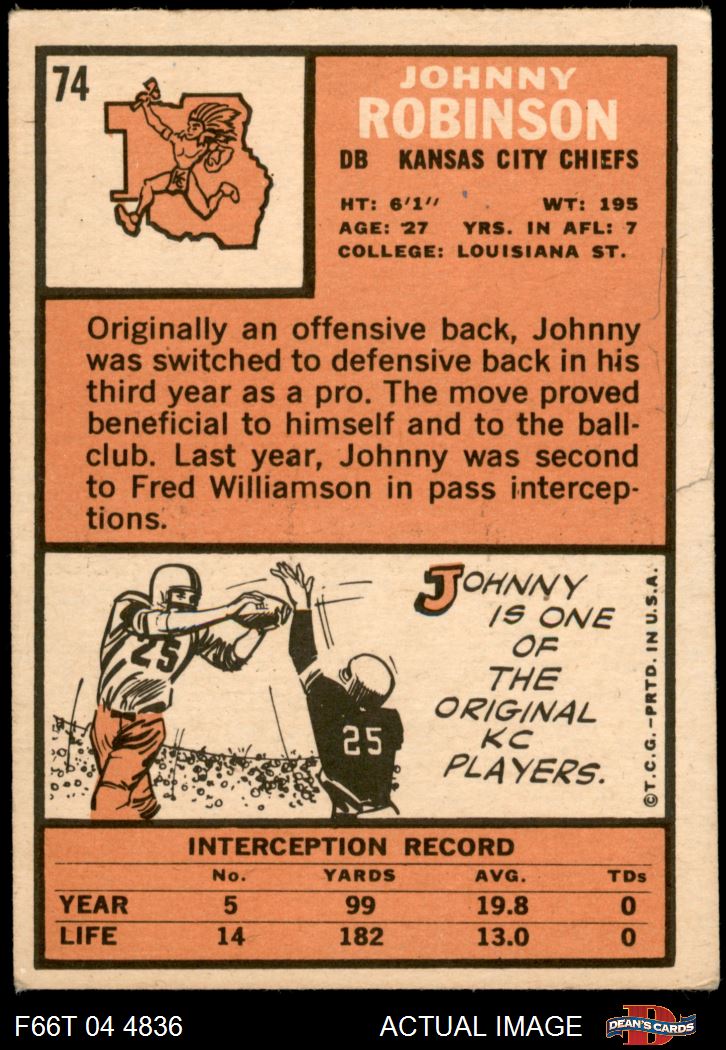 74
JOHNNY
ROBINSON
DB KANSAS CITY CHIEFS
HT: 6'1" WT: 195
AGE: 27 YRS. IN AFL: 7
COLLEGE: LOUISIANA ST.
Originally an offensive back, Johnny
was switched to defensive back in his
third year as a pro. The move proved
beneficial to himself and to the ball-
club. Last year, Johnny was second
to Fred Williamson in pass intercep-
tions.
25
25
JOHNNY
IS ONE
OF
THE
ORIGINAL
KC
PLAYERS.
©T.C.G.–PRTD. IN U.S.A.
INTERCEPTION RECORD
No. YARDS AVG. TDs
YEAR 5 99 19.8 0
LIFE 14 182 13.0 0
F66T 04 4836
ACTUAL IMAGE
D
DEAN'S CARDS